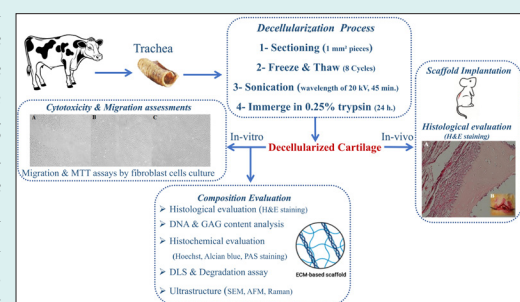 Trachea
Decellularization Process
1- Sectioning (1 mm² pieces)
2- Freeze & Thaw (8 Cycles)
3- Sonication (wavelength of 20 kV, 45 min.)
4- Immerge in 0.25% trypsin (24 h.)
Scaffold Implantation
Histological evaluation
(H&E staining)
A
B
Cytotoxicity & Migration assessments
A B C
Migration & MTT assays by fibroblast cells culture
In-vitro
Decellularized Cartilage
In-vivo
Composition Evaluation
➢ Histological evaluation (H&E staining)
➢ DNA & GAG content analysis
➢ Histochemical evaluation
(Hoechst, Alcian blue, PAS staining)
➢ DLS & Degradation assay
➢ Ultrastructure (SEM, AFM, Raman)
ECM-based scaffold